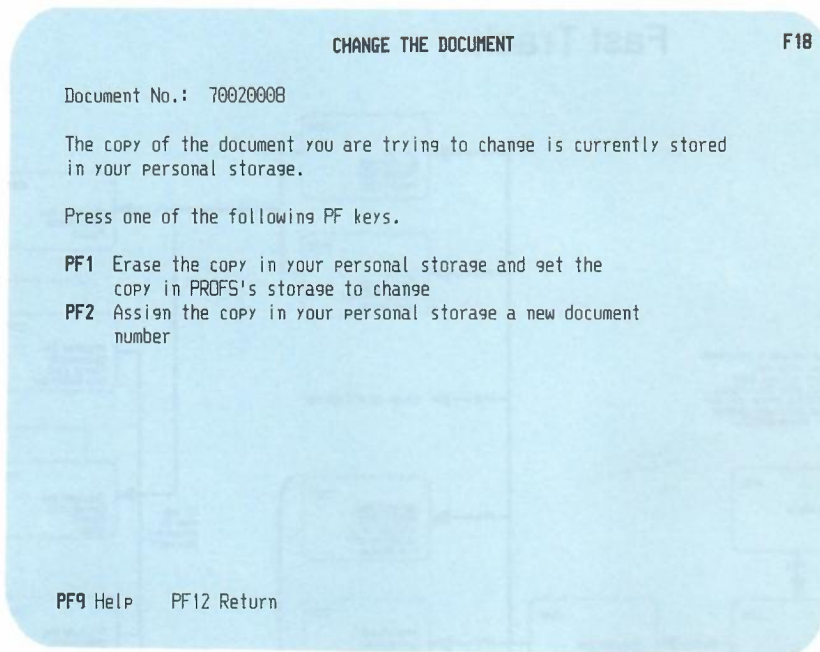 CHANGE THE DOCUMENT F18
Document No.: 70020008
The copy of the document you are trying to change is currently stored
in your personal storage.
Press one of the following PF keys.
PF1 Erase the copy in your personal storage and get the
copy in PROFS's storage to change
PF2 Assign the copy in your personal storage a new document
number
PF9 Help PF12 Return